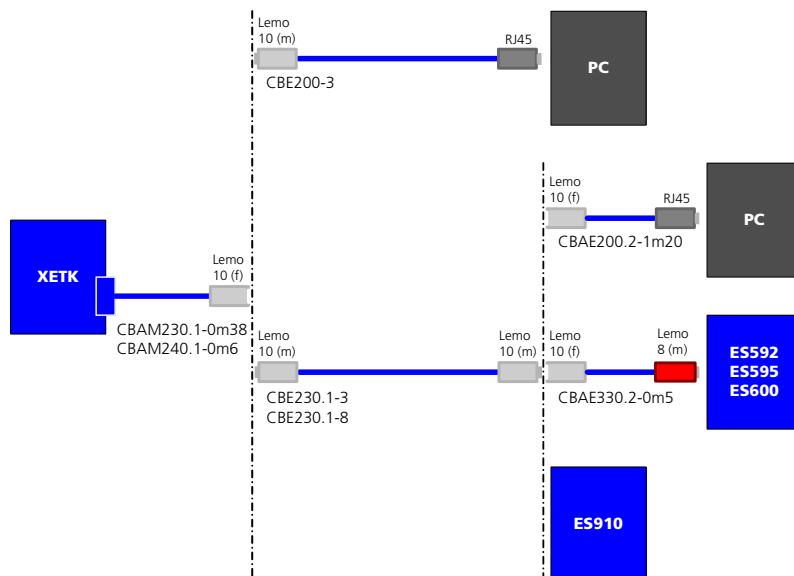 Lemo
10 (m)
RJ45
CBE200-3
PC
Lemo
10 (f)
RJ45
CBAE200.2-1m20
PC
XETK
Lemo
10 (f)
CBAM230.1-0m38
CBAM240.1-0m6
Lemo
10 (m)
CBE230.1-3
CBE230.1-8
Lemo
10 (m)
Lemo
10 (f)
CBAE330.2-0m5
Lemo
8 (m)
ES592
ES595
ES600
ES910